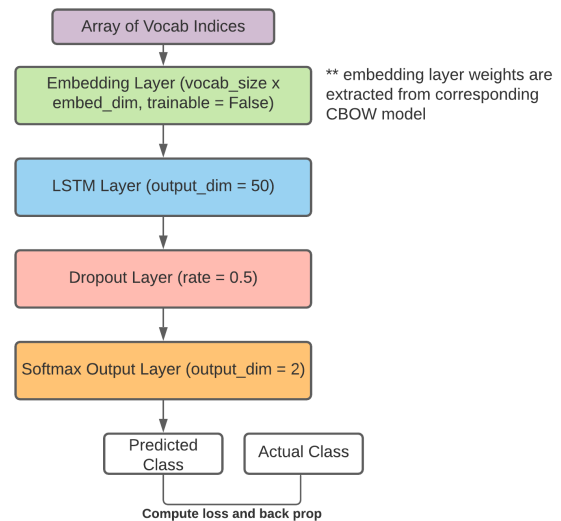 Array of Vocab Indices
Embedding Layer (vocab_size x
embed_dim, trainable = False)
** embedding layer weights are
extracted from corresponding
CBOW model
LSTM Layer (output_dim = 50)
Dropout Layer (rate = 0.5)
Softmax Output Layer (output_dim = 2)
Predicted
Class
Actual Class
Compute loss and back prop